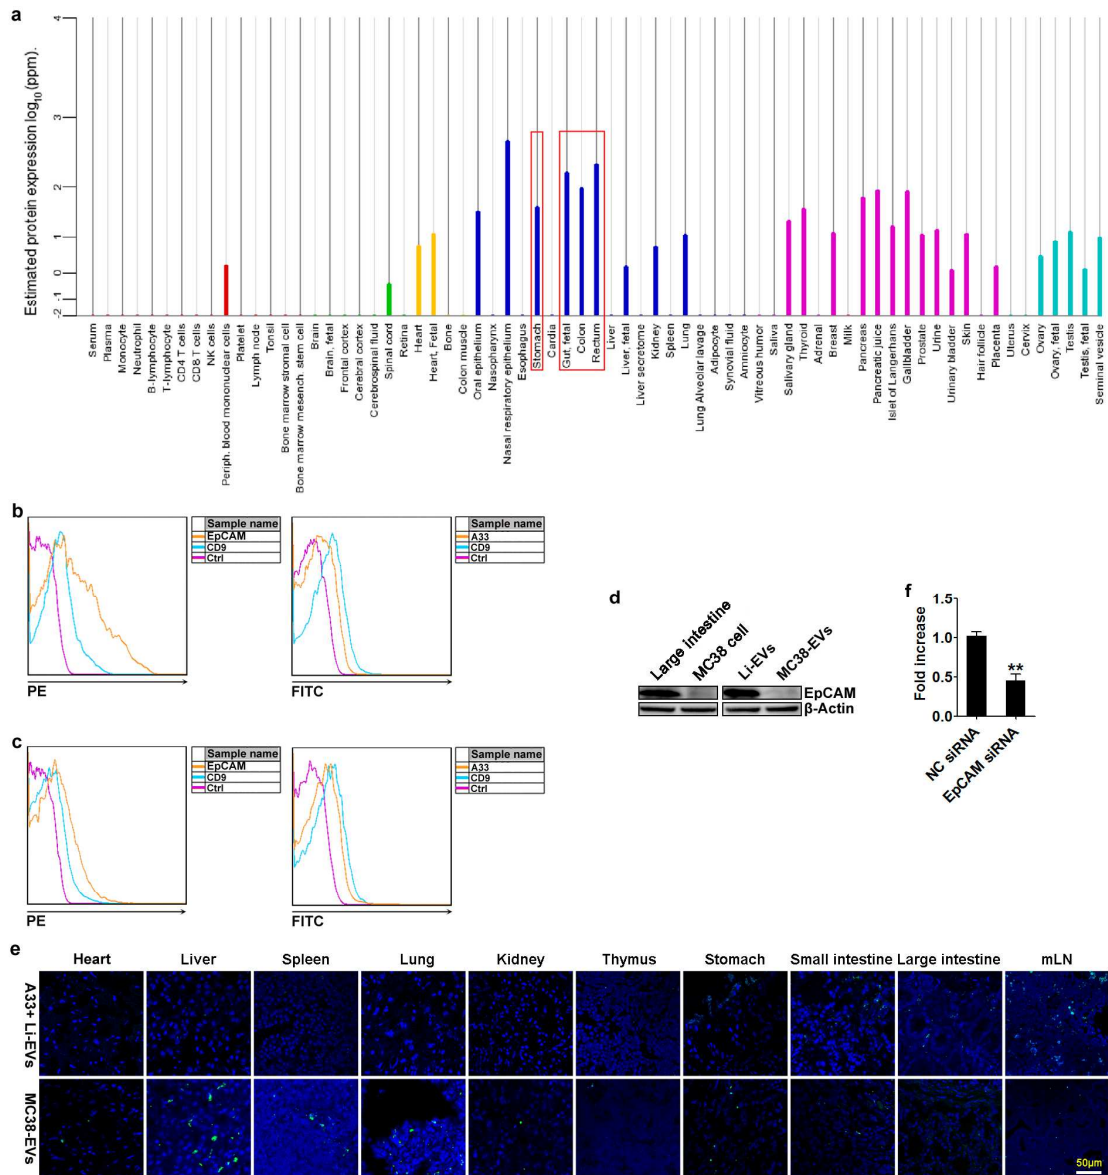 a
Estimated protein expression log10 (ppm).
4
3
2
1
0
-1
-2
Serum
Plasma
Monocyte
Neutrophil
B-lymphocyte
T-lymphocyte
CD4 T cells
CD8 T cells
NK cells
Periph. blood mononuclear cells
Platelet
Lymph node
Tonsil
Bone marrow stromal cell
Bone marrow mesench. stem cell
Brain
Brain, fetal
Frontal cortex
Cerebral cortex
Cerebrospinal fluid
Spinal cord
Retina
Heart
Heart, Fetal
Bone
Colon muscle
Oral epithelium
Nasopharynx
Nasal respiratory epithelium
Esophagus
Stomach
Cardia
Gut, fetal
Colon
Rectum
Liver
Liver, fetal
Liver secretome
Kidney
Spleen
Lung
Lung Alveolar lavage
Adipocyte
Synovial fluid
Amniocyte
Vitreous humor
Saliva
Salivary gland
Thyroid
Adrenal
Breast
Milk
Pancreas
Pancreatic juice
Islet of Langerhans
Gallbladder
Prostate
Urine
Urinary bladder
Skin
Hair follicle
Placenta
Uterus
Cervix
Ovary
Ovary, fetal
Testis
Testis, fetal
Seminal vesicle
b
Sample name
EpCAM
CD9
Ctrl
PE
Sample name
A33
CD9
Ctrl
FITC
c
Sample name
EpCAM
CD9
Ctrl
PE
Sample name
A33
CD9
Ctrl
FITC
d
Large intestine
MC38 cell
Li-EVs
MC38-EVs
EpCAM
β-Actin
f
Fold increase
1.5
1.0
0.5
0.0
**
NC siRNA
EpCAM siRNA
e
Heart Liver Spleen Lung Kidney Thymus Stomach Small intestine Large intestine mLN
A33+ Li-EVs
MC38-EVs
50μm